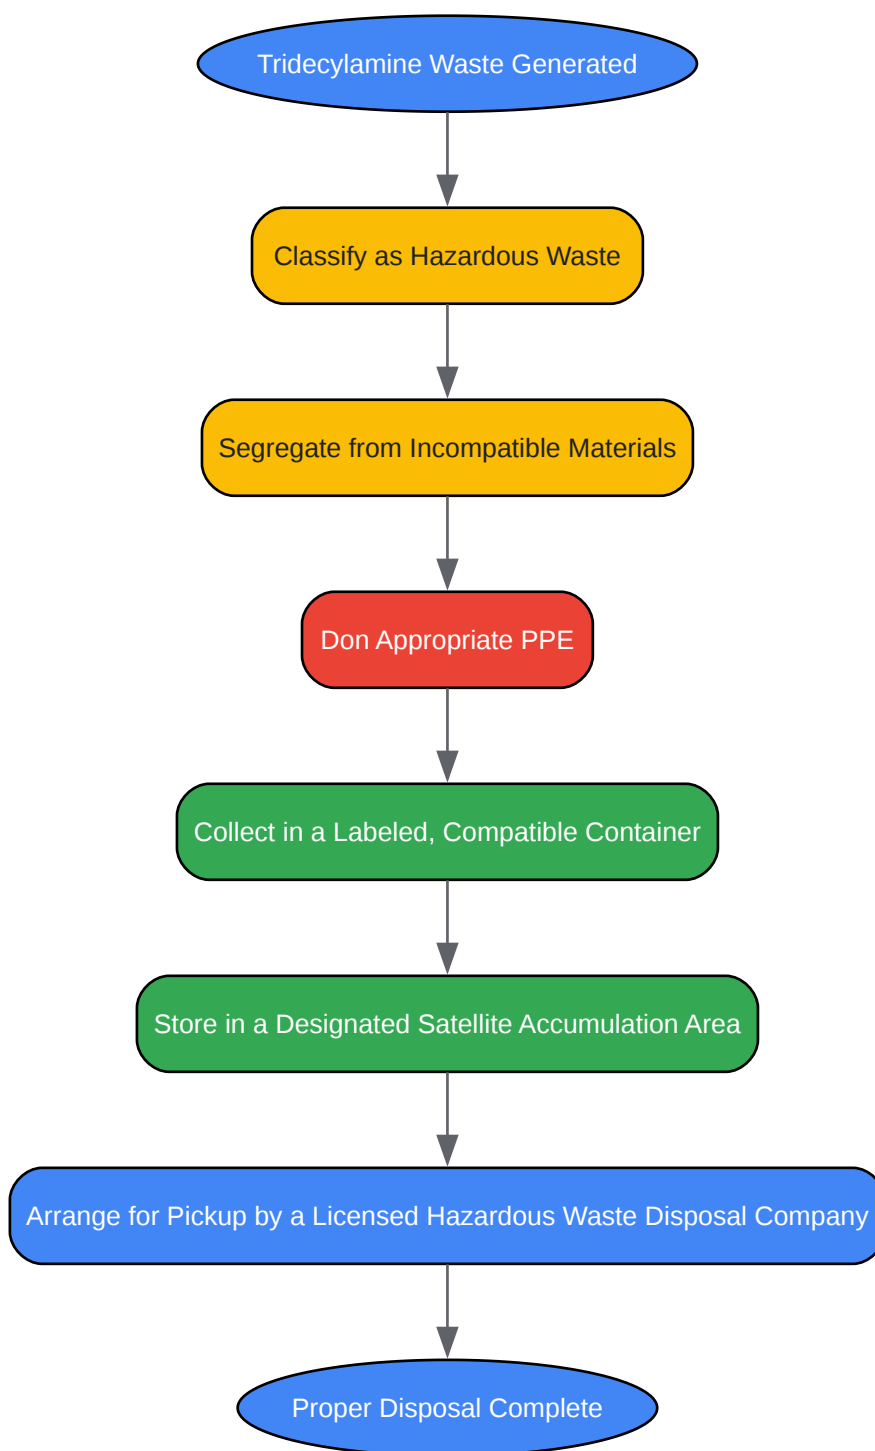 Tridecylamine Waste Generated
Classify as Hazardous Waste
Segregate from Incompatible Materials
Don Appropriate PPE
Collect in a Labeled, Compatible Container
Store in a Designated Satellite Accumulation Area
Arrange for Pickup by a Licensed Hazardous Waste Disposal Company
Proper Disposal Complete